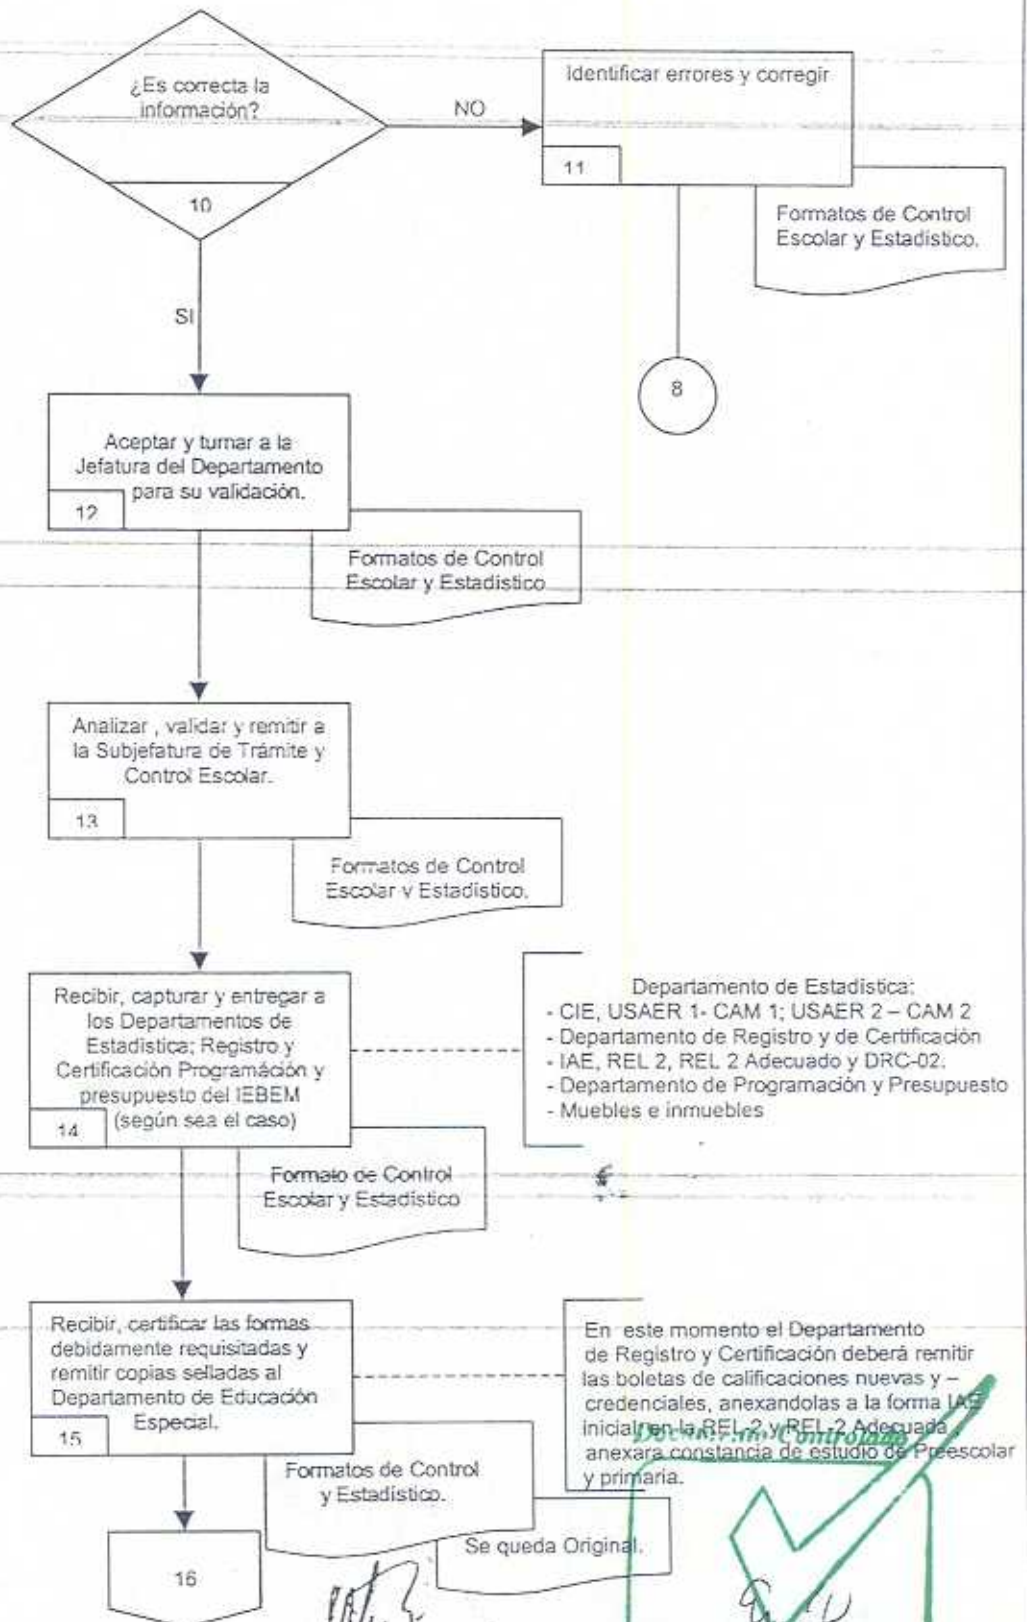 ¿Es correcta la
información?
10
NO
Identificar errores y corregir
11
Formatos de Control
Escolar y Estadístico.
8
SI
Aceptar y turnar a la
Jefatura del Departamento
para su validación.
12
Formatos de Control
Escolar y Estadístico
Analizar , validar y remitir a
la Subjefatura de Trámite y
Control Escolar.
13
Formatos de Control
Escolar y Estadístico.
Recibir, capturar y entregar a
los Departamentos de
Estadística; Registro y
Certificación Programáción y
presupuesto del IEBEM
(según sea el caso)
14
Departamento de Estadística:
- CIE, USAER 1- CAM 1; USAER 2 – CAM 2
- Departamento de Registro y de Certificación
- IAE, REL 2, REL 2 Adecuado y DRC-02.
- Departamento de Programación y Presupuesto
- Muebles e inmuebles
Formato de Control
Escolar y Estadístico
Recibir, certificar las formas
debidamente requisitadas y
remitir copias selladas al
Departamento de Educación
Especial.
15
En este momento el Departamento
de Registro y Certificación deberá remitir
las boletas de calificaciones nuevas y –
credenciales, anexandolas a la forma IAE
inicial; en la REL-2 y REL-2 Adecuada ,
anexara constancia de estudio de Preescolar
y primaria.
Documento Controlado
Formatos de Control
y Estadístico.
Se queda Original.
16